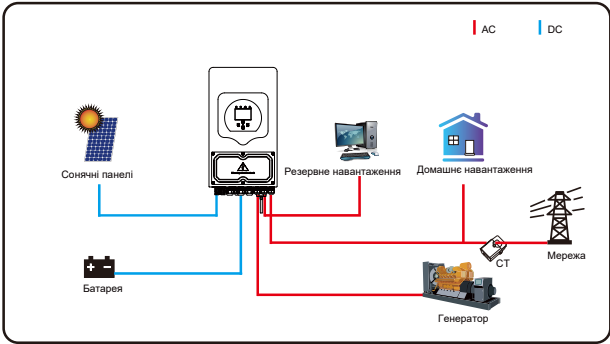 AC
DC
Сонячні панелі
Резервне навантаження
Домашнє навантаження
Мережа
CT
Батарея
Генератор